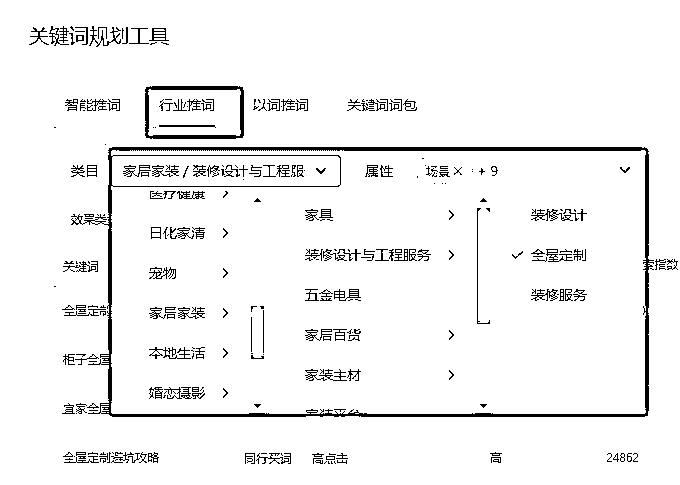 关键词规划工具
智能推词 行业推词 以词推词 关键词词包
类目 家居家装 / 装修设计与工程服 属性 场景 × + 9
医疗健康
家具 装修设计
效果类
日化家清
装修设计与工程服务 全屋定制
关键词 宠物 索指数
五金电具 装修服务
全屋定制 家居家装
家居百货
柜子全屋 本地生活
家装主材
婚恋摄影
宜家全屋 家装平台
全屋定制避坑攻略 同行买词 高点击 高 24862